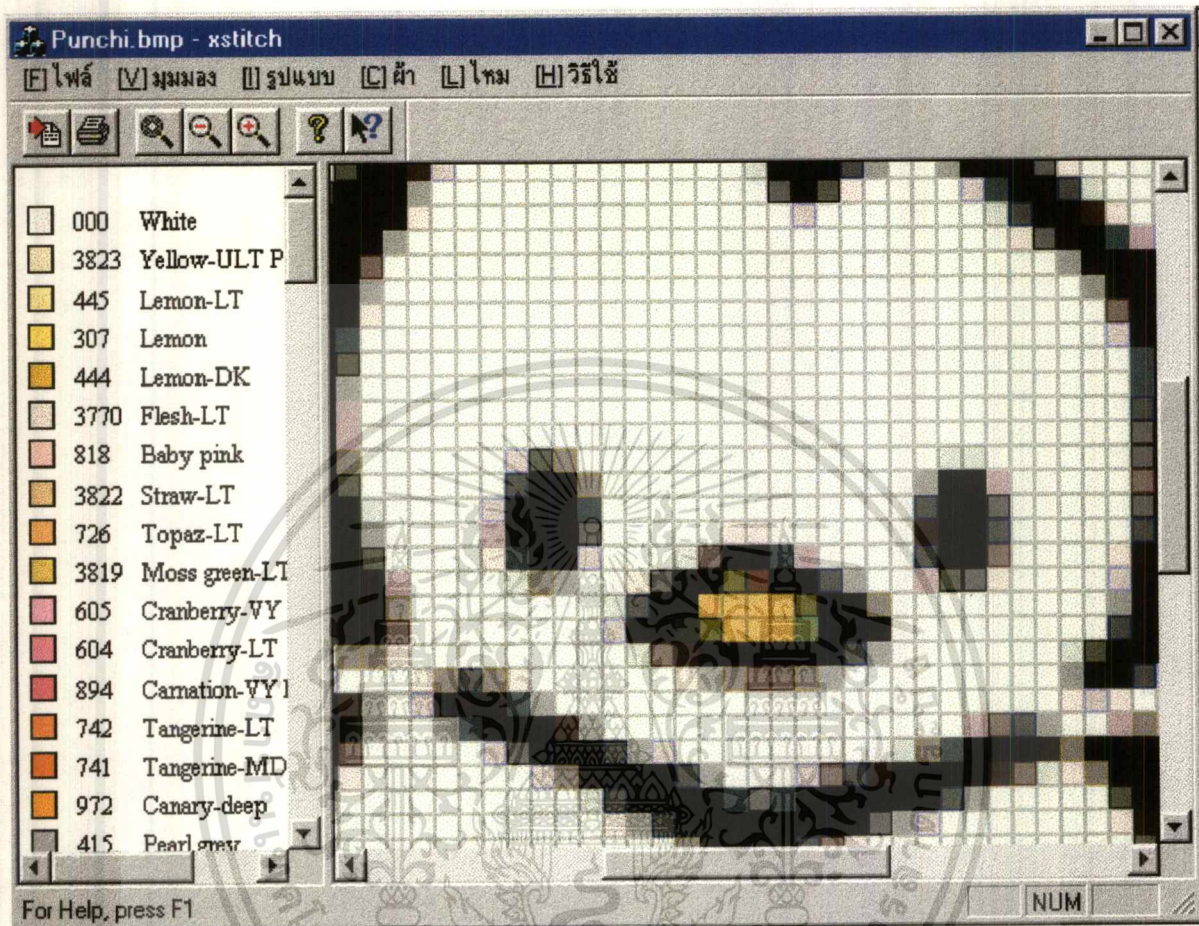 Punchi.bmp - xstitch
[F] ไฟล์ [V] มุมมอง [I] รูปแบบ [C] ผ้า [L] ไหม [H] วิธีใช้
000 White
3823 Yellow-ULT P
445 Lemon-LT
307 Lemon
444 Lemon-DK
3770 Flesh-LT
818 Baby pink
3822 Straw-LT
726 Topaz-LT
3819 Moss green-LT
605 Cranberry-VY
604 Cranberry-LT
894 Carnation-VY
742 Tangerine-LT
741 Tangerine-MD
972 Canary-deep
415 Pearl grey
For Help, press F1
NUM